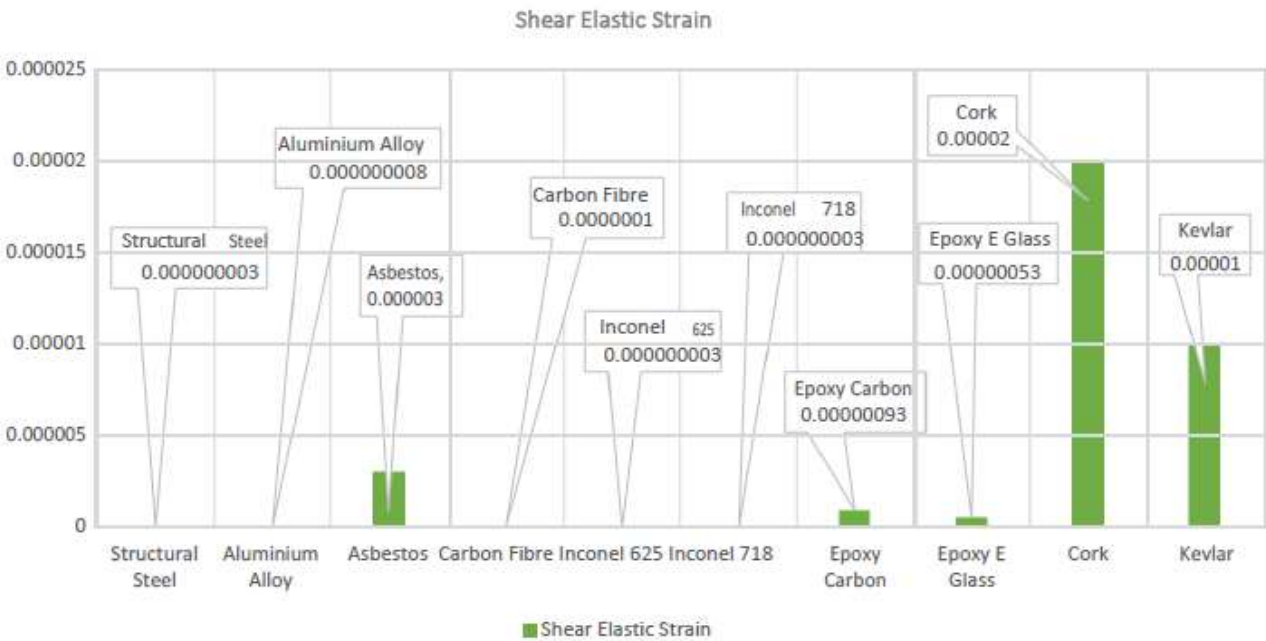 Shear Elastic Strain
0.000025
0.00002
0.000015
0.00001
0.000005
0
Structural Steel
0.000000003
Aluminium Alloy
0.000000008
Asbestos,
0.000003
Carbon Fibre
0.0000001
Inconel 625
0.000000003
Inconel 718
0.000000003
Epoxy Carbon
0.00000093
Epoxy E Glass
0.00000053
Cork
0.00002
Kevlar
0.00001
Structural
Steel
Aluminium
Alloy
Asbestos
Carbon Fibre
Inconel 625
Inconel 718
Epoxy
Carbon
Epoxy E
Glass
Cork
Kevlar
Shear Elastic Strain